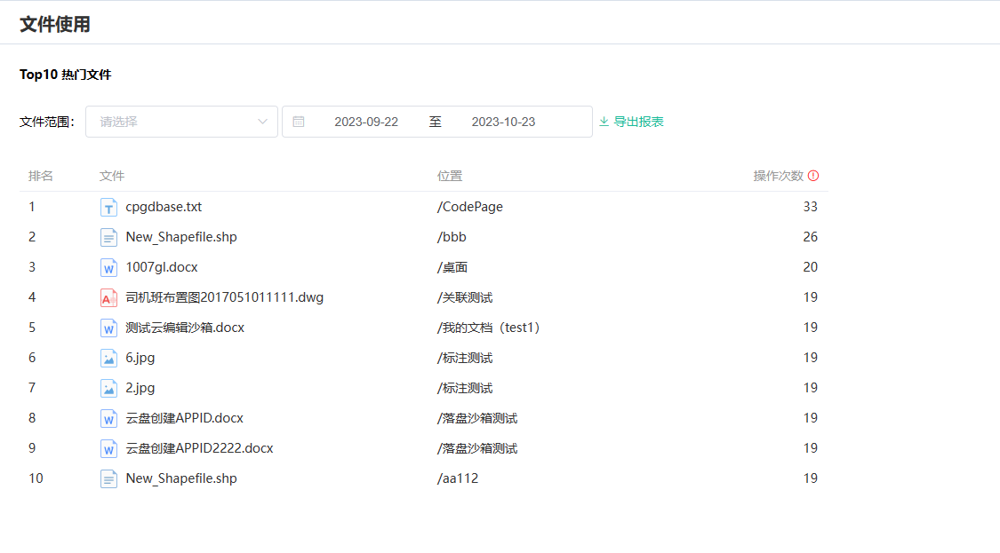 文件使用
Top10 热门文件
文件范围： 请选择 2023-09-22 至 2023-10-23 导出报表
排名 文件 位置 操作次数
1 cpgdbase.txt /CodePage 33
2 New_Shapefile.shp /bbb 26
3 1007gl.docx /桌面 20
4 司机班布置图2017051011111.dwg /关联测试 19
5 测试云编辑沙箱.docx /我的文档（test1） 19
6 6.jpg /标注测试 19
7 2.jpg /标注测试 19
8 云盘创建APPID.docx /落盘沙箱测试 19
9 云盘创建APPID2222.docx /落盘沙箱测试 19
10 New_Shapefile.shp /aa112 19